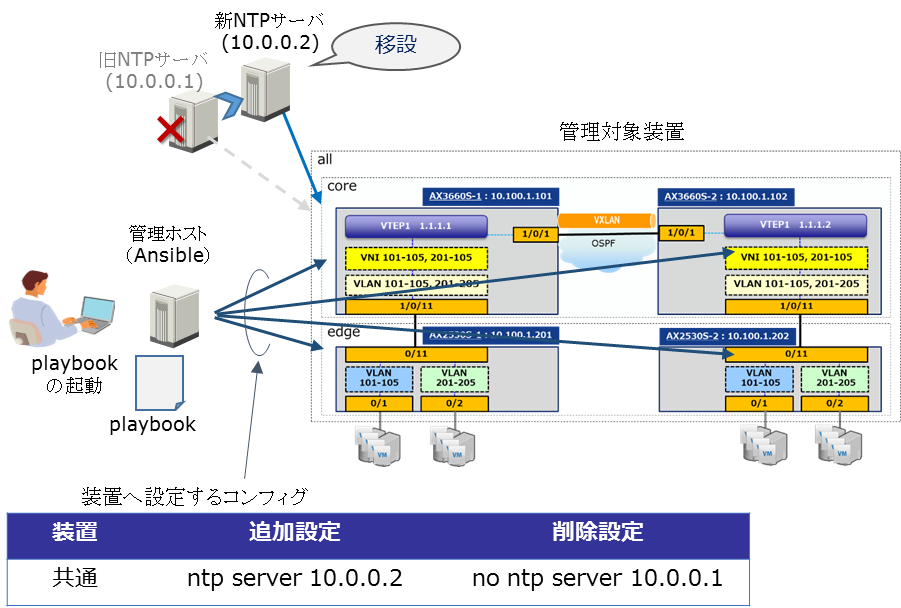 新NTPサーバ
(10.0.0.2)
移設
旧NTPサーバ
(10.0.0.1)
管理対象装置
all
core
AX3660S-1 : 10.100.1.101
AX3660S-2 : 10.100.1.102
VTEP1 1.1.1.1
VXLAN
VTEP1 1.1.1.2
1/0/1
1/0/1
OSPF
VNI 101-105, 201-205
VNI 101-105, 201-205
VLAN 101-105, 201-205
VLAN 101-105, 201-205
1/0/11
1/0/11
管理ホスト
(Ansible)
edge
AX2530S-1 : 10.100.1.201
AX2530S-2 : 10.100.1.202
0/11
0/11
VLAN
101-105
VLAN
201-205
VLAN
101-105
VLAN
201-205
0/1
0/2
0/1
0/2
VM
VM
VM
VM
playbook
の起動
playbook
装置へ設定するコンフィグ
装置 追加設定 削除設定
共通 ntp server 10.0.0.2 no ntp server 10.0.0.1